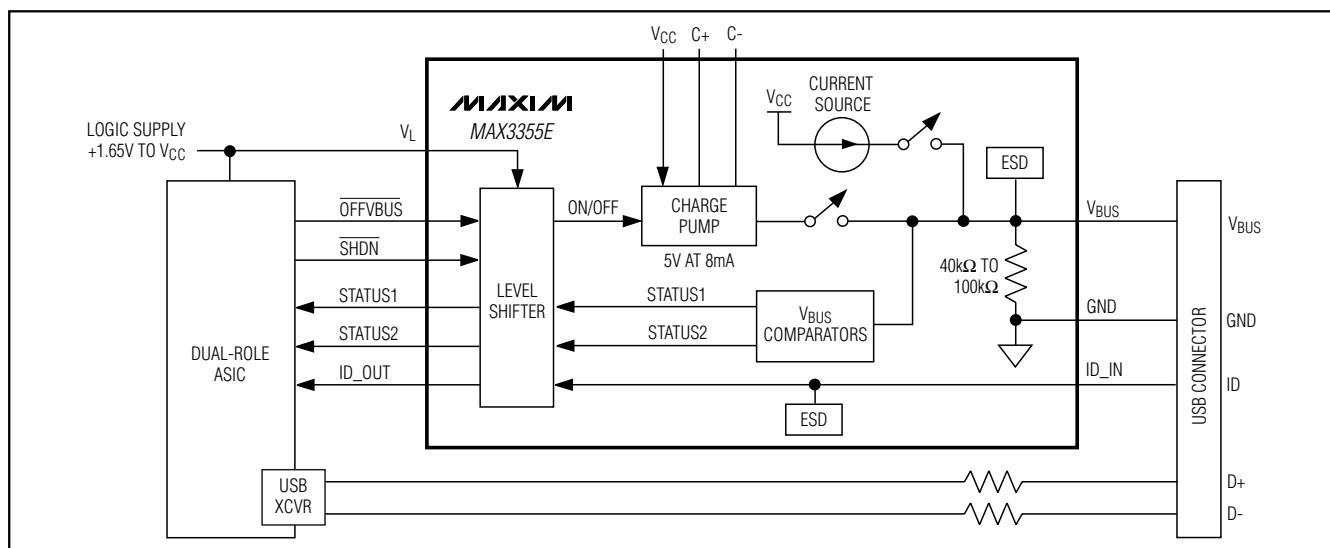 VCC C+ C-
MAXIM
MAX3355E
VCC
CURRENT
SOURCE
LOGIC SUPPLY
+1.65V TO VCC
VL
ESD
OFFVBUS
ON/OFF
CHARGE
PUMP
5V AT 8mA
VBUS
VBUS
SHDN
40kΩ TO
100kΩ
LEVEL
SHIFTER
STATUS1
STATUS1
VBUS
COMPARATORS
GND
GND
STATUS2
STATUS2
DUAL-ROLE
ASIC
ID_OUT
ID_IN
ID
ESD
USB CONNECTOR
USB
XCVR
D+
D-